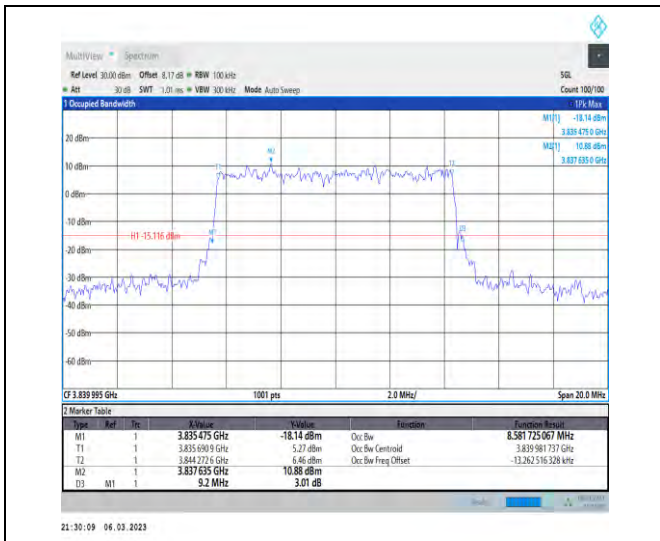 MultiView Spectrum
Ref Level 30.00 dBm Offset 8.17 dB RBW 100 kHz SGL
Att 30 dB SWT 1.01 ms VBW 300 kHz Mode Auto Sweep Count 100/100
1 Occupied Bandwidth 1Pk Max
M1[1] -18.14 dBm
3.835 475 0 GHz
M2[1] 10.88 dBm
3.837 635 0 GHz
20 dBm
M2
10 dBm
T1
T2
0 dBm
-10 dBm
H1 -15.116 dBm
M1
D3
-20 dBm
-30 dBm
-40 dBm
-50 dBm
-60 dBm
CF 3.839 995 GHz 1001 pts 2.0 MHz/ Span 20.0 MHz
2 Marker Table
Type Ref Trc X-Value Y-Value Function Function Result
M1 1 3.835 475 GHz -18.14 dBm Occ Bw 8.581 725 067 MHz
T1 1 3.835 690 9 GHz 5.27 dBm Occ Bw Centroid 3.839 981 737 GHz
T2 1 3.844 272 6 GHz 6.46 dBm Occ Bw Freq Offset -13.262 516 328 kHz
M2 1 3.837 635 GHz 10.88 dBm
D3 M1 1 9.2 MHz 3.01 dB
21:30:09 06.03.2023